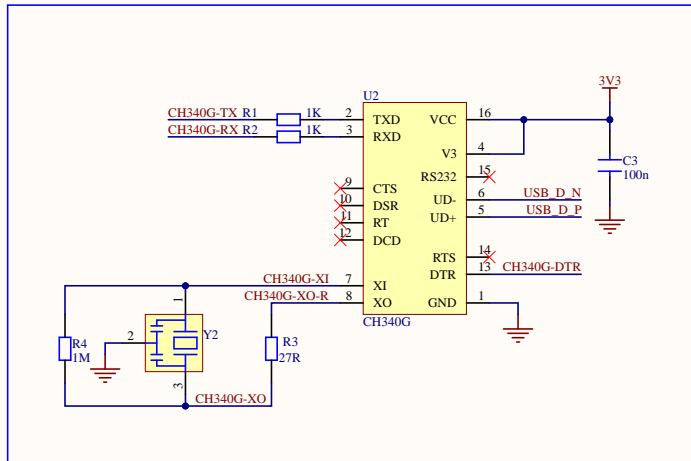 3V3
U2
CH340G-TX R1 1K 2 TXD VCC 16
CH340G-RX R2 1K 3 RXD
V3 4
C3
100n
RS232 15
9 CTS
UD- 6 USB_D_N
10 DSR
UD+ 5 USB_D_P
11 RT
12 DCD
RTS 14
DTR 13 CH340G-DTR
CH340G-XI 7 XI
CH340G-XO-R 8 XO GND 1
CH340G
1
2
Y2
R4
1M
R3
27R
3
CH340G-XO